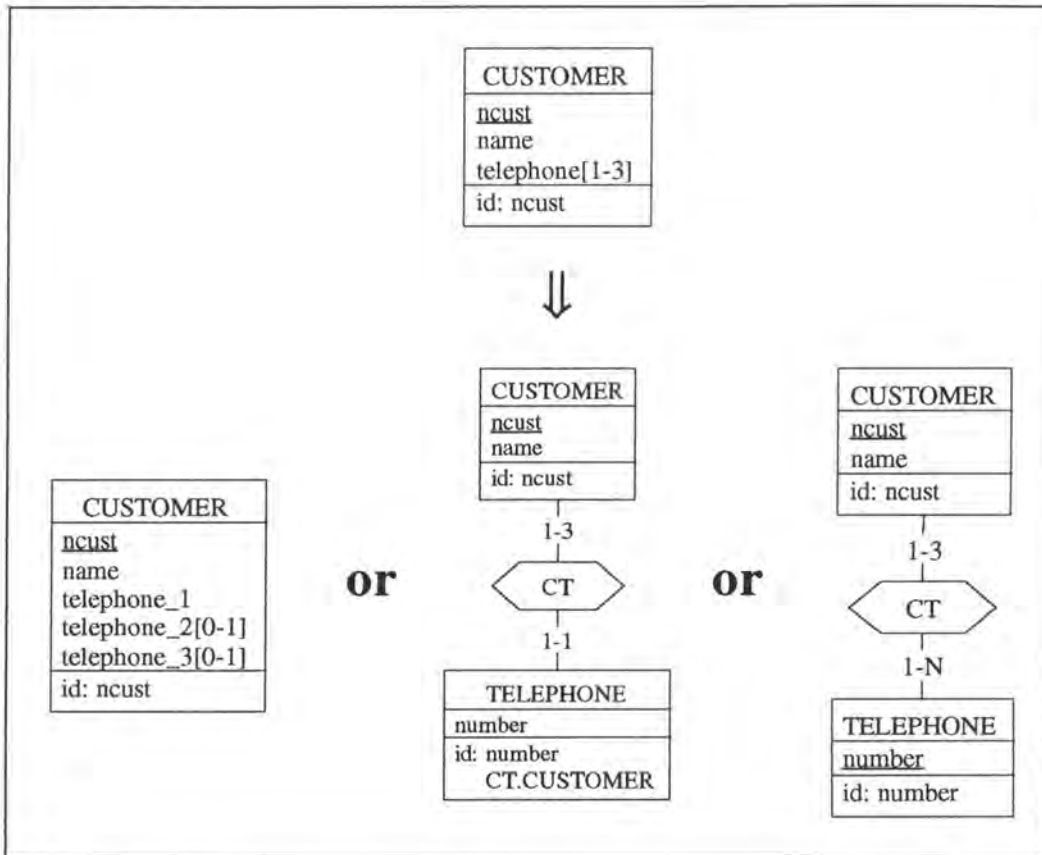 CUSTOMER
ncust
name
telephone[1-3]
id: ncust
⇓
CUSTOMER
ncust
name
telephone_1
telephone_2[0-1]
telephone_3[0-1]
id: ncust
or
CUSTOMER
ncust
name
id: ncust
1-3
CT
1-1
TELEPHONE
number
id: number
CT.CUSTOMER
or
CUSTOMER
ncust
name
id: ncust
1-3
CT
1-N
TELEPHONE
number
id: number